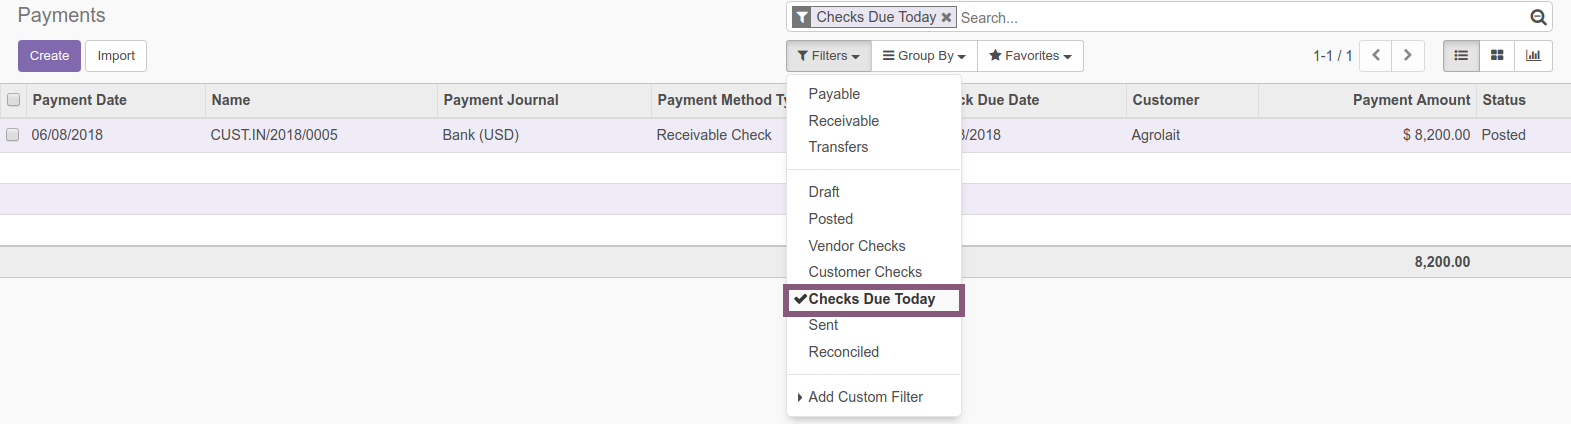 Payments
Checks Due Today ✖ Search...
Create Import
Filters Group By Favorites 1-1 / 1
Payment Date Name Payment Journal Payment Method Due Date Customer Payment Amount Status
06/08/2018 CUST.IN/2018/0005 Bank (USD) Receivable Check /2018 Agrolait $ 8,200.00 Posted
8,200.00
Payable
Receivable
Transfers
Draft
Posted
Vendor Checks
Customer Checks
✔Checks Due Today
Sent
Reconciled
Add Custom Filter